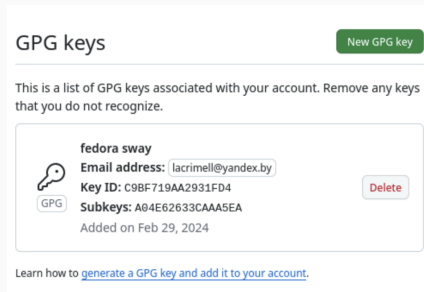 GPG keys
New GPG key
This is a list of GPG keys associated with your account. Remove any keys
that you do not recognize.
fedora sway
Email address: lacrimell@yandex.by
Key ID: C9BF719AA2931FD4
GPG
Subkeys: A04E62633CAAA5EA
Added on Feb 29, 2024
Delete
Learn how to generate a GPG key and add it to your account.